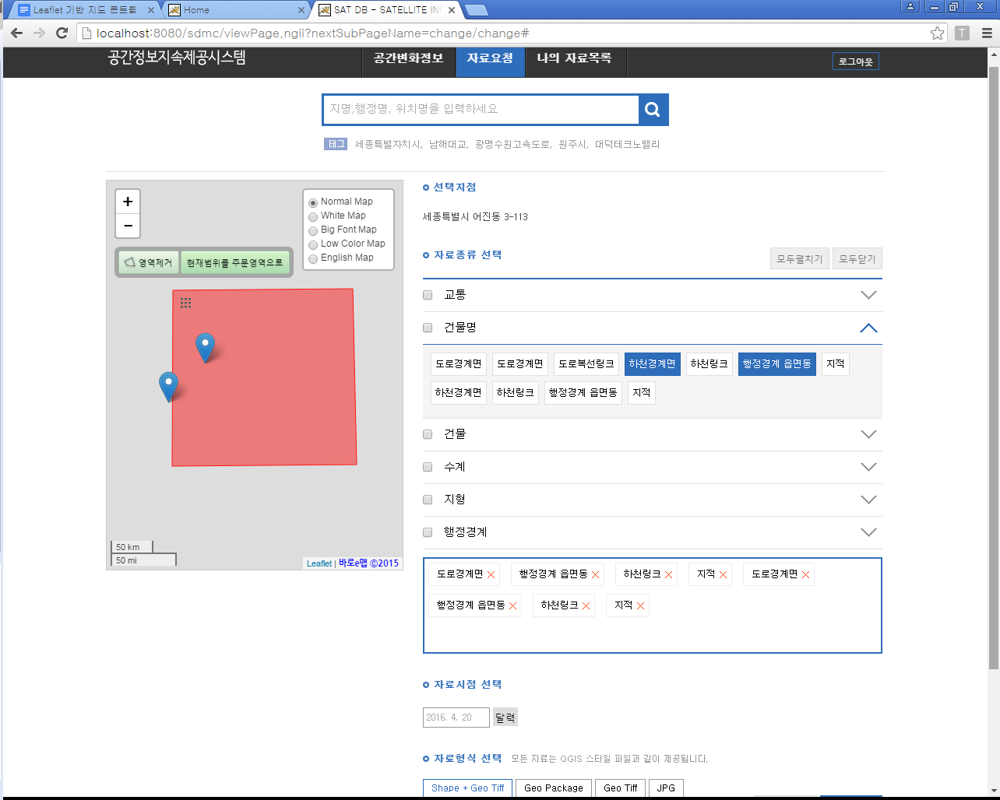 Leaflet 기반 지도 콘트롤
Home
SAT DB - SATELLITE IN
localhost:8080/sdmc/viewPage.ngii?nextSubPageName=change/change#
공간정보지속제공시스템
공간변화정보 자료요청 나의 자료목록
로그아웃
지명,행정명, 위치명을 입력하세요
태그 세종특별자치시, 남해대교, 광명수원고속도로, 원주시, 대덕테크노밸리
+
−
Normal Map
White Map
Big Font Map
Low Color Map
English Map
영역제거 현재범위를 주문영역으로
50 km
50 mi
Leaflet | 바로e맵 ©2015
선택지점
세종특별시 어진동 3-113
자료종류 선택
모두펼치기 모두닫기
교통
건물명
도로경계면 도로경계면 도로복선링크 하천경계면 하천링크 행정경계 읍면동 지적
하천경계면 하천링크 행정경계 읍면동 지적
건물
수계
지형
행정경계
도로경계면 행정경계 읍면동 하천링크 지적 도로경계면
행정경계 읍면동 하천링크 지적
자료시점 선택
2016. 4. 20 달력
자료형식 선택 모든 자료는 QGIS 스타일 파일과 같이 제공됩니다.
Shape + Geo Tiff Geo Package Geo Tiff JPG